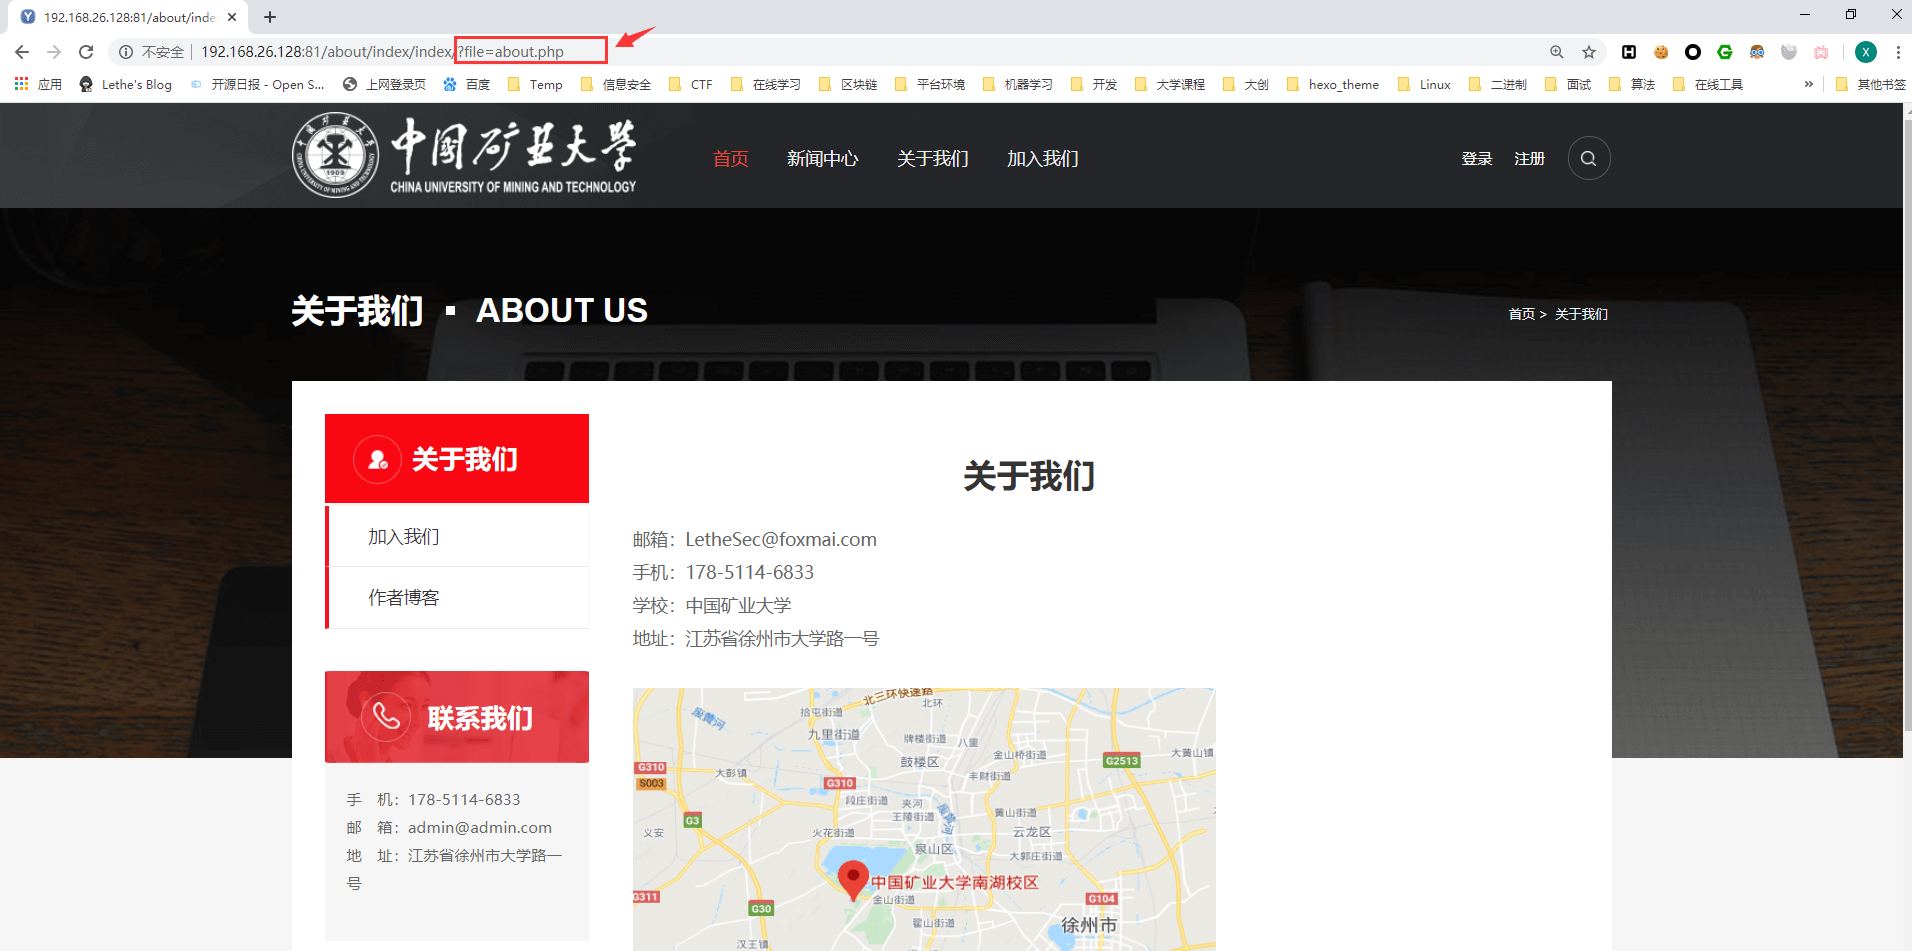 192.168.26.128:81/about/inde
不安全 192.168.26.128:81/about/index/index/?file=about.php
X
应用 Lethe's Blog 开源日报 - Open S... 上网登录页 百度 Temp 信息安全 CTF 在线学习 区块链 平台环境 机器学习 开发 大学课程 大创 hexo_theme Linux 二进制 面试 算法 在线工具 » 其他书签
中国矿业大学
CHINA UNIVERSITY OF MINING AND TECHNOLOGY
1909
首页 新闻中心 关于我们 加入我们 登录 注册
关于我们 ▪ ABOUT US
首页 > 关于我们
关于我们
加入我们
作者博客
联系我们
手 机：178-5114-6833
邮 箱：admin@admin.com
地 址：江苏省徐州市大学路一
号
关于我们
邮箱：LetheSec@foxmai.com
手机：178-5114-6833
学校：中国矿业大学
地址：江苏省徐州市大学路一号
北三环快速路
北环
拾屯街道
废黄河
九里街道
牌楼街道
八里
金山桥街道
大黄山镇
G2513
鼓楼区
G310
大彭镇
丰财街道
S003
G310
段庄街道
夹河
王陵街道
废黄河
黄山街道
G3
义安
火花街道
云龙区
泉山区
大郭庄街道
中国矿业大学南湖校区
G311
金山街道
G104
G30
翟山街道
徐州市
汉王镇